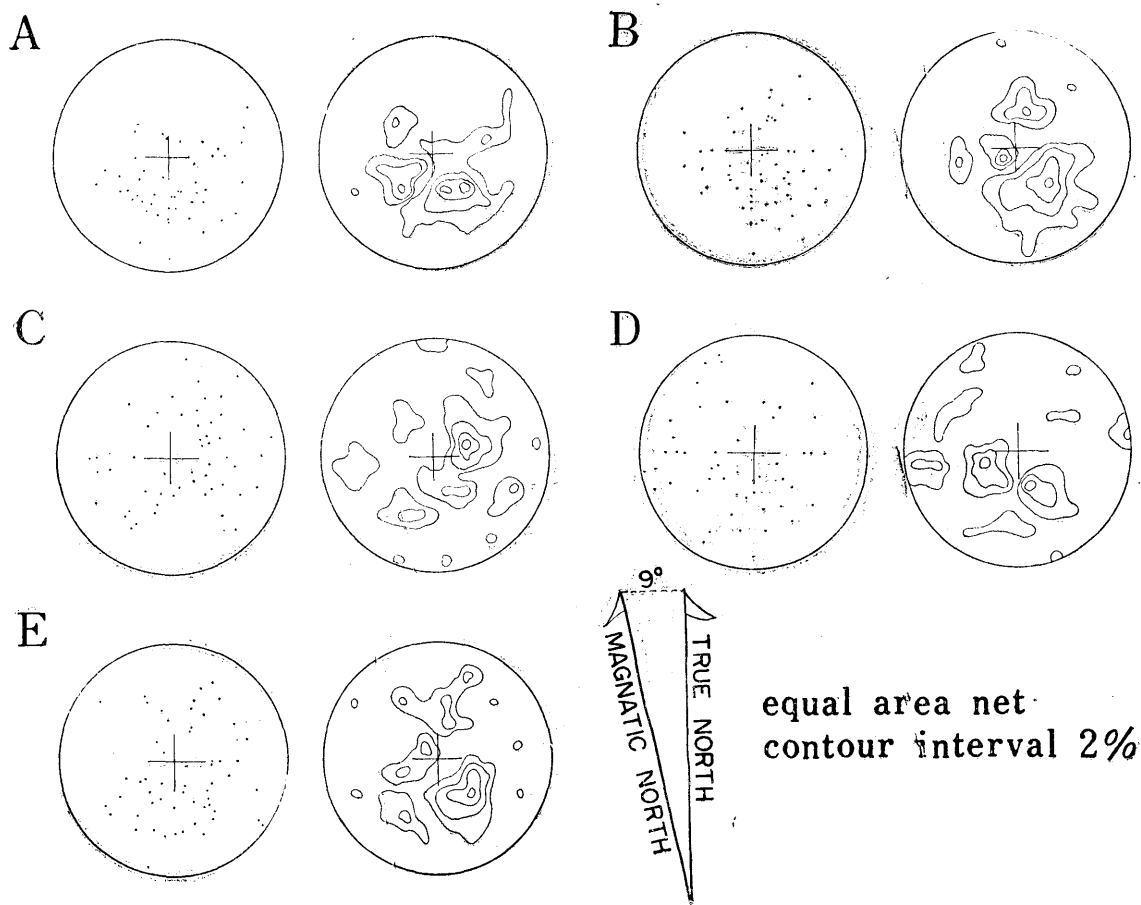 A
B
C
D
9°
MAGNATIC NORTH
TRUE NORTH
E
equal area net
contour interval 2%